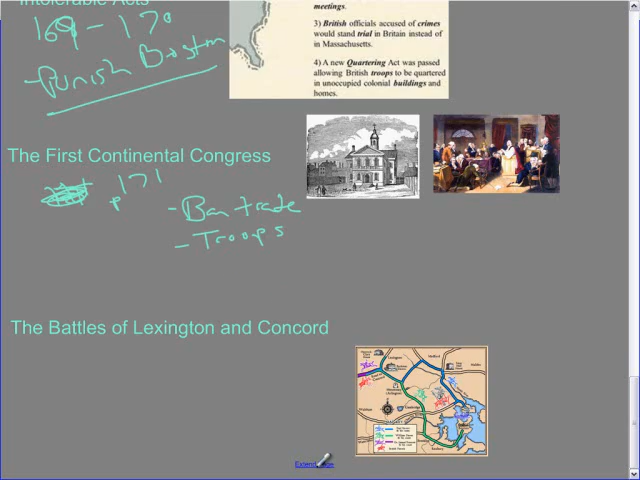 Intolerable Acts
169 - 170
- Punish Boston
meetings.
3) British officials accused of crimes
would stand trial in Britain instead of
in Massachusetts.
4) A new Quartering Act was passed
allowing British troops to be quartered
in unoccupied colonial buildings and
homes.
The First Continental Congress
p 171
- Ban trade
- Troops
The Battles of Lexington and Concord